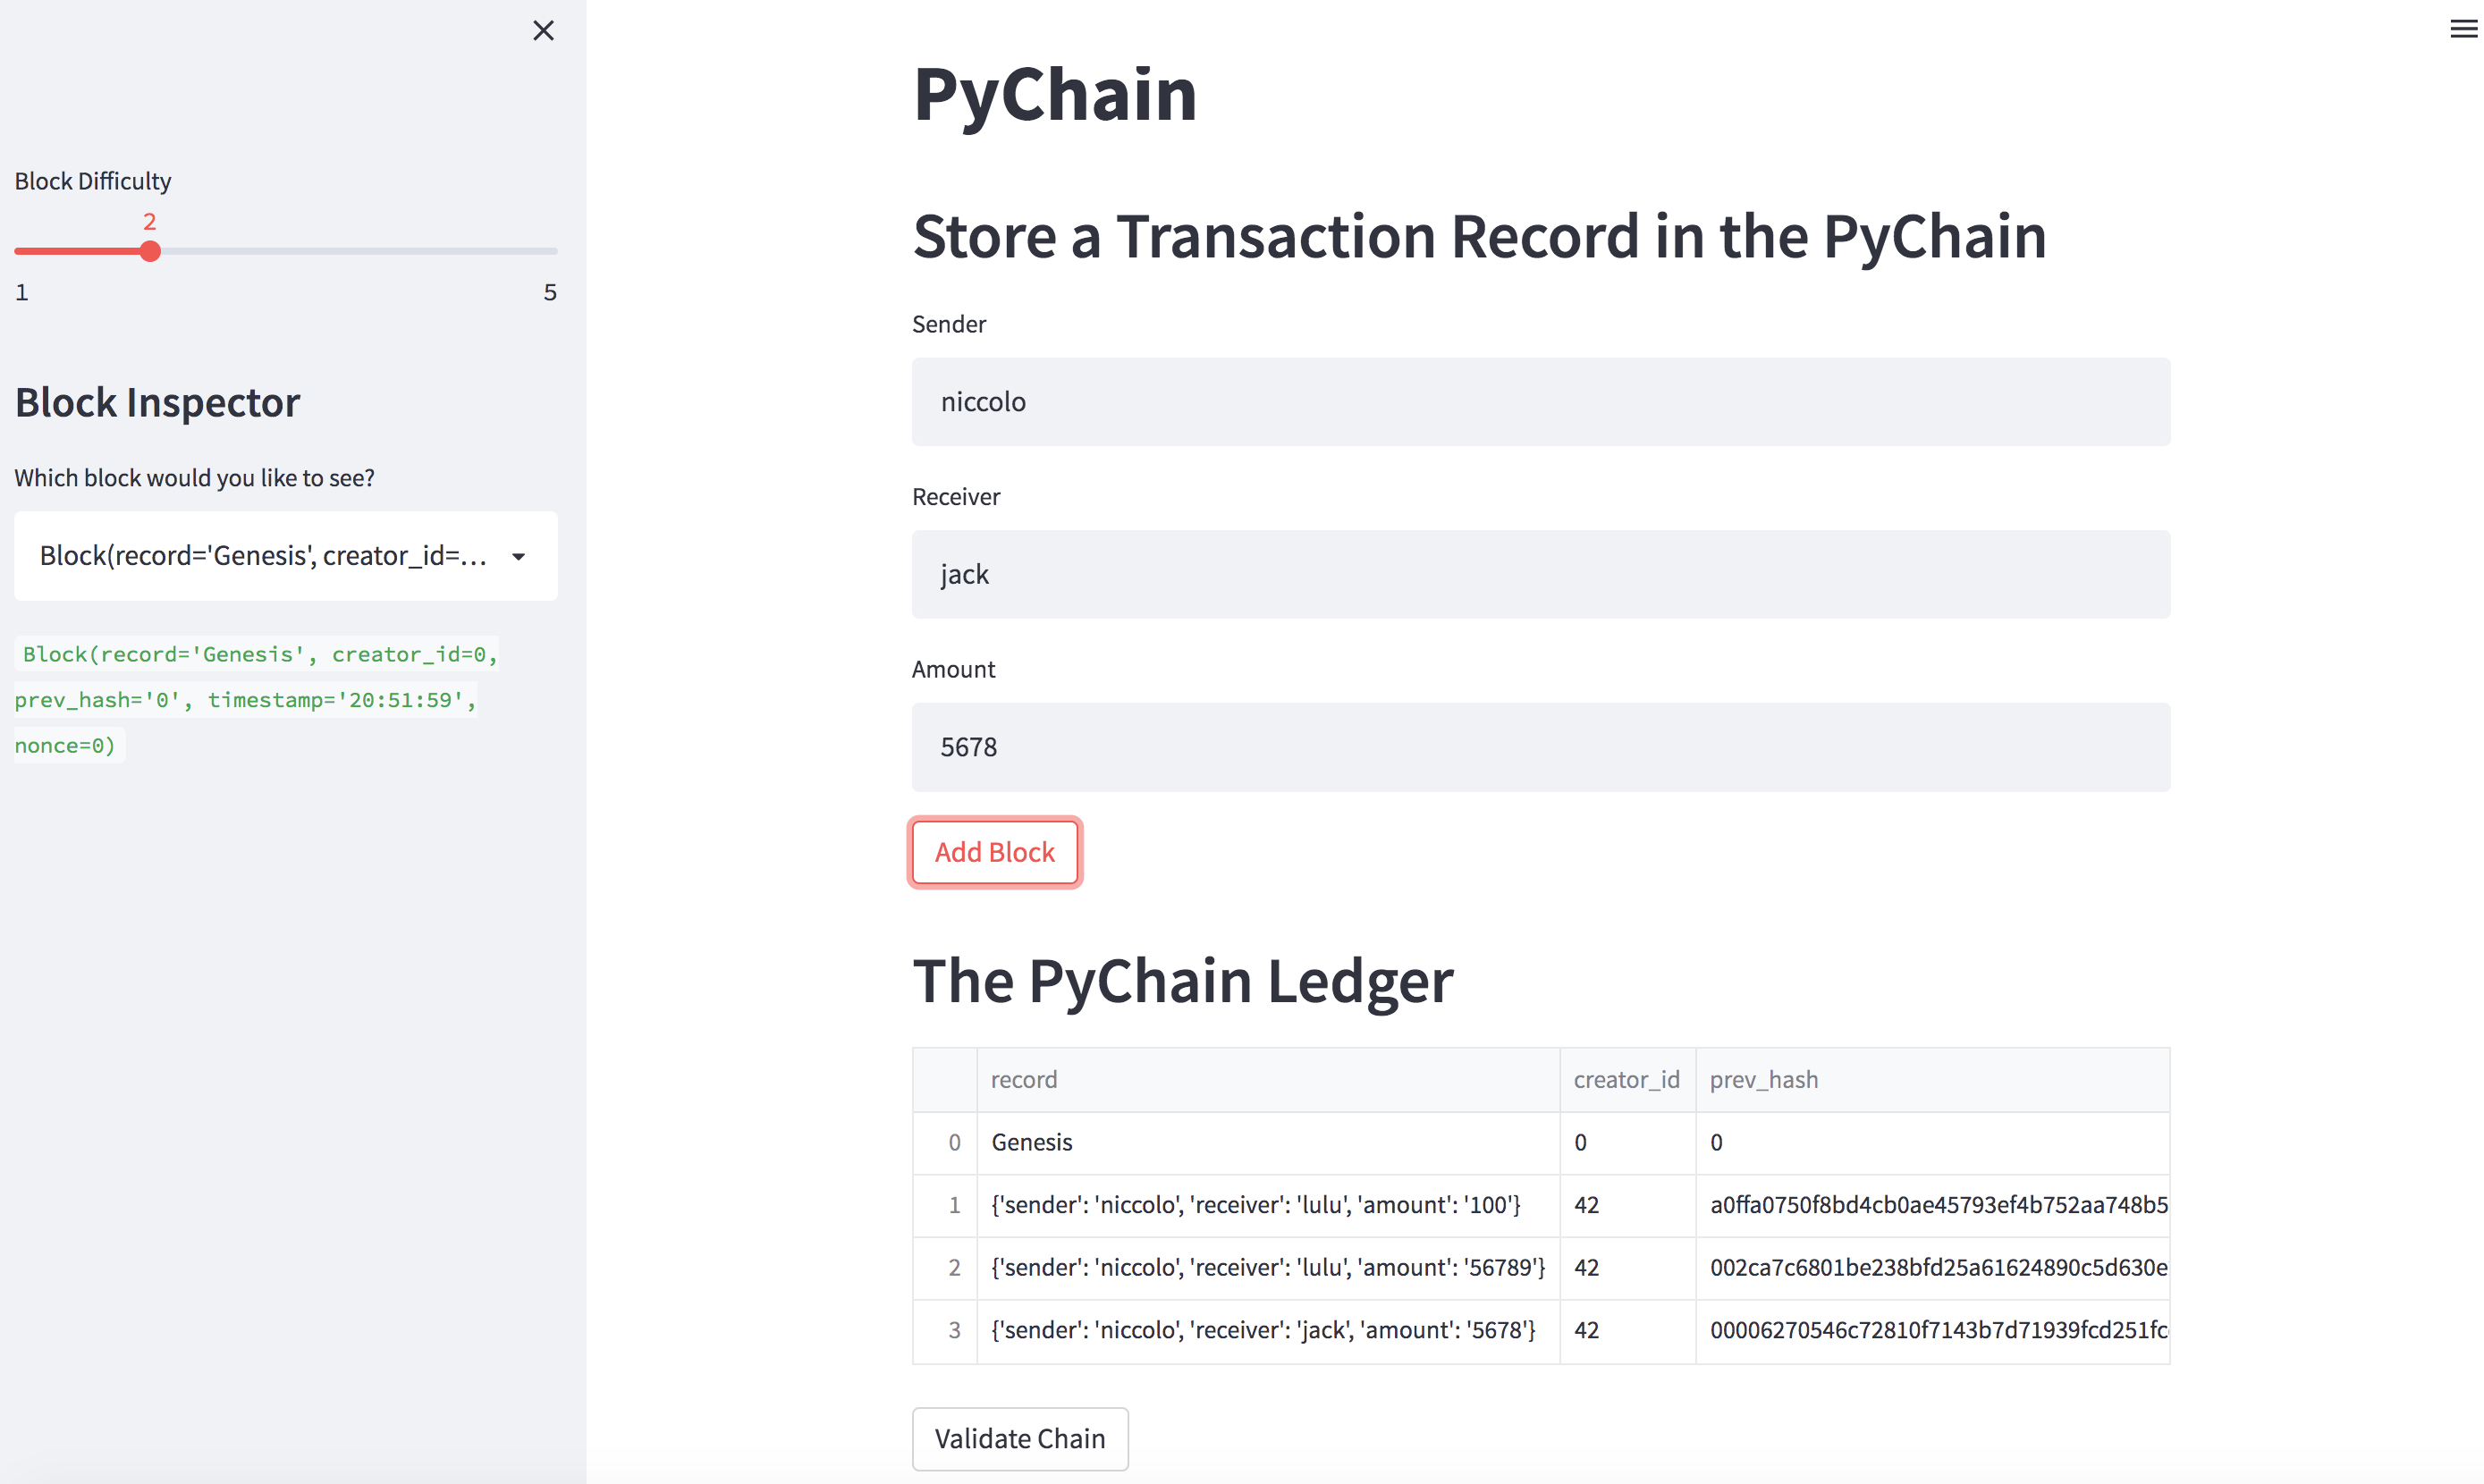 Block Difficulty
2
1 5
Block Inspector
Which block would you like to see?
Block(record='Genesis', creator_id=...
Block(record='Genesis', creator_id=0,
prev_hash='0', timestamp='20:51:59',
nonce=0)
PyChain
Store a Transaction Record in the PyChain
Sender
niccolo
Receiver
jack
Amount
5678
Add Block
The PyChain Ledger
record creator_id prev_hash
0 Genesis 0 0
1 {'sender': 'niccolo', 'receiver': 'lulu', 'amount': '100'} 42 a0ffa0750f8bd4cb0ae45793ef4b752aa748b5
2 {'sender': 'niccolo', 'receiver': 'lulu', 'amount': '56789'} 42 002ca7c6801be238bfd25a61624890c5d630e
3 {'sender': 'niccolo', 'receiver': 'jack', 'amount': '5678'} 42 00006270546c72810f7143b7d71939fcd251fc
Validate Chain